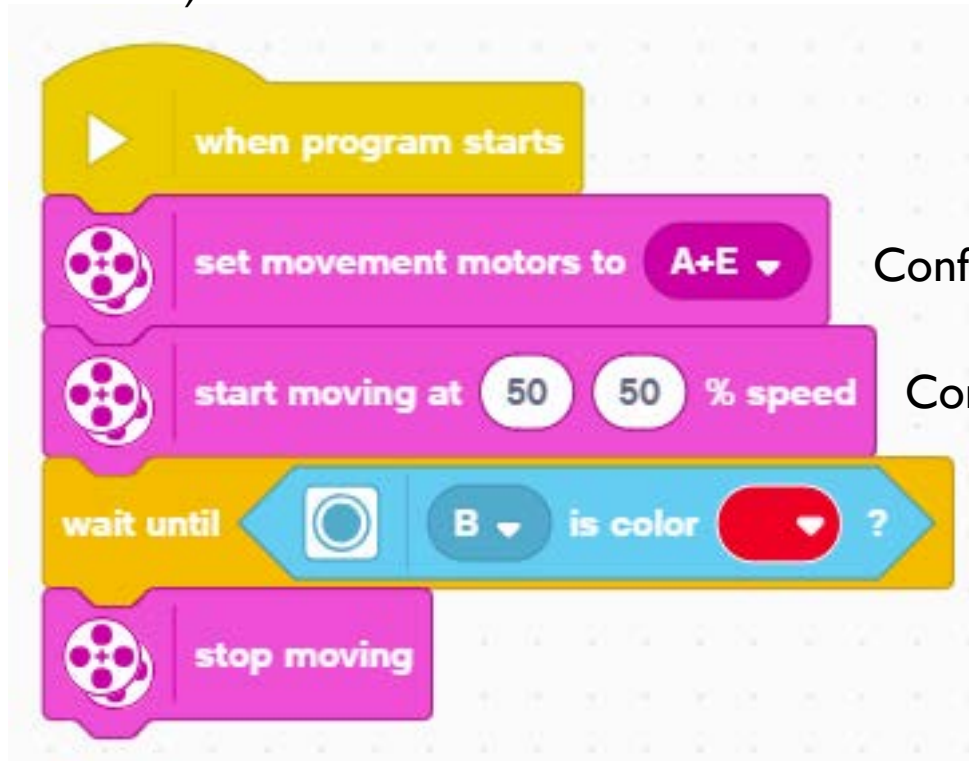 when program starts
set movement motors to A+E Conf
start moving at 50 50 % speed Cor
wait until B is color ?
stop moving